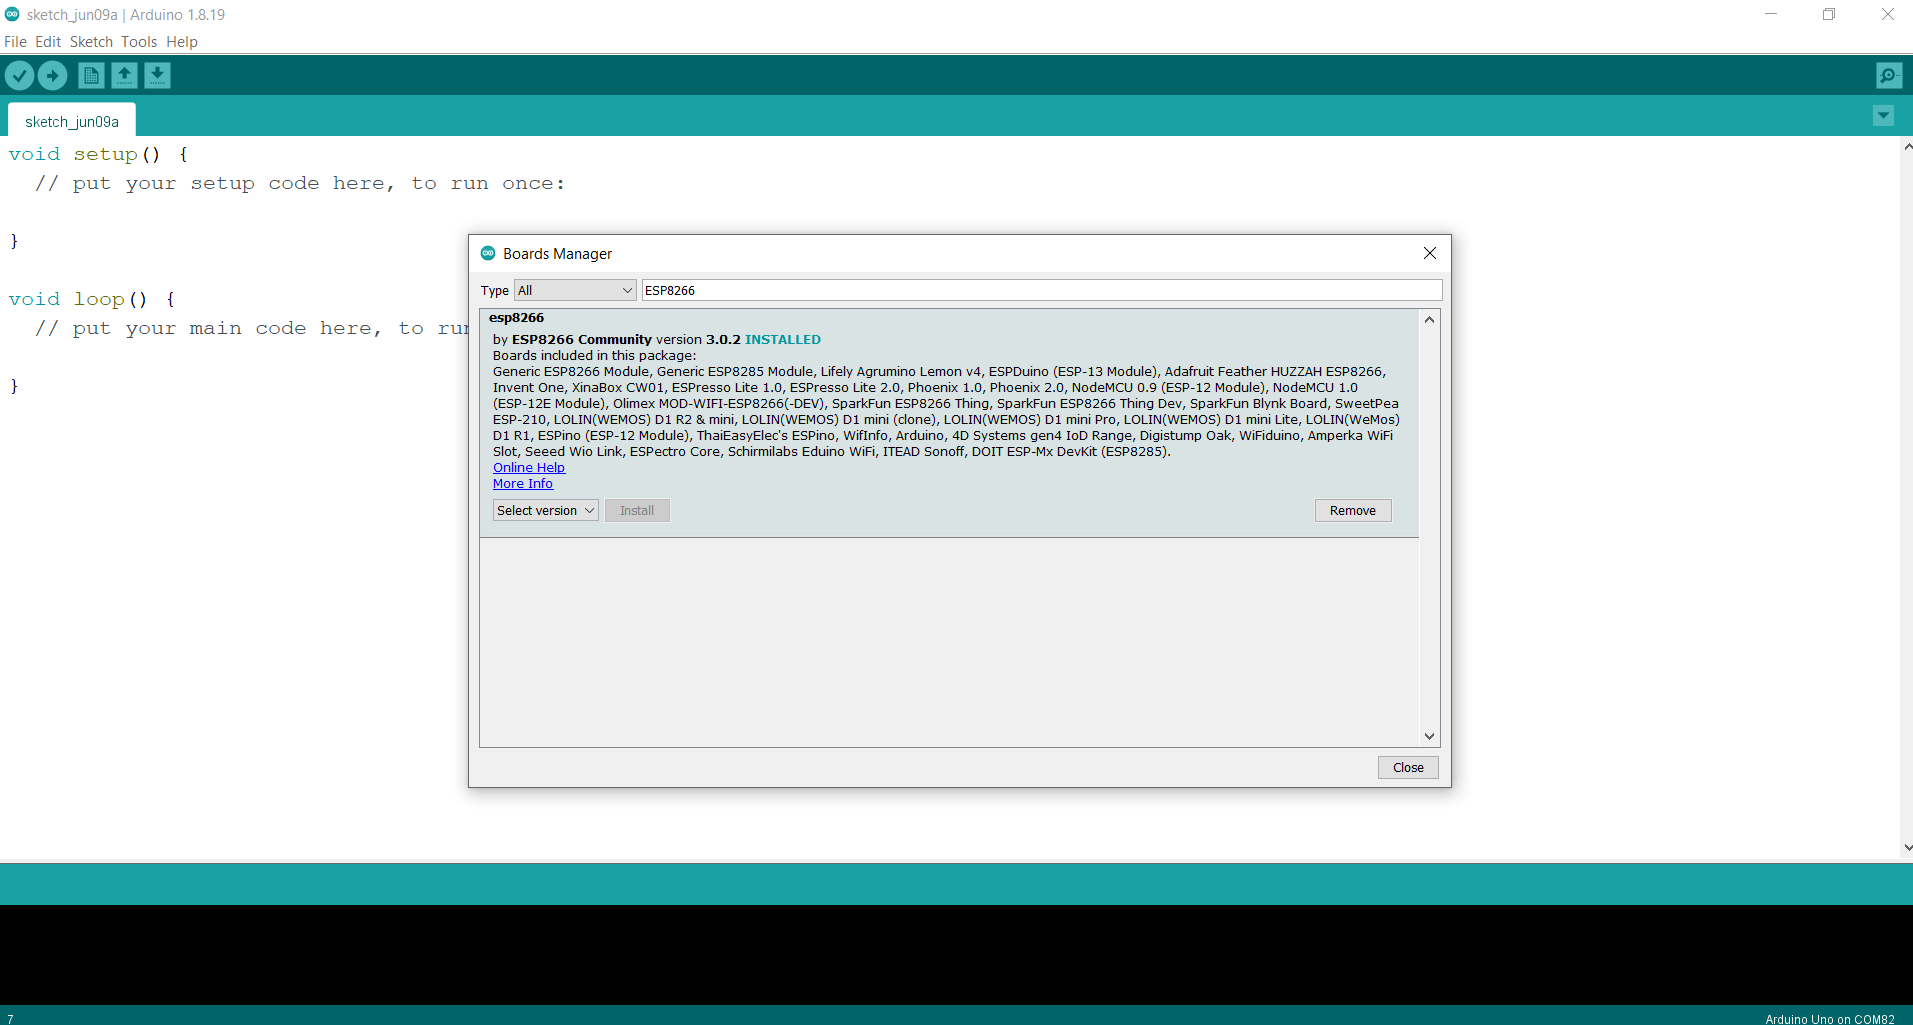 sketch_jun09a | Arduino 1.8.19
File Edit Sketch Tools Help
sketch_jun09a
void setup() {
// put your setup code here, to run once:
}
void loop() {
// put your main code here, to run
}
Boards Manager
Type All ESP8266
esp8266
by ESP8266 Community version 3.0.2 INSTALLED
Boards included in this package:
Generic ESP8266 Module, Generic ESP8285 Module, Lifely Agrumino Lemon v4, ESPDuino (ESP-13 Module), Adafruit Feather HUZZAH ESP8266,
Invent One, XinaBox CW01, ESPresso Lite 1.0, ESPresso Lite 2.0, Phoenix 1.0, Phoenix 2.0, NodeMCU 0.9 (ESP-12 Module), NodeMCU 1.0
(ESP-12E Module), Olimex MOD-WIFI-ESP8266(-DEV), SparkFun ESP8266 Thing, SparkFun ESP8266 Thing Dev, SparkFun Blynk Board, SweetPea
ESP-210, LOLIN(WEMOS) D1 R2 & mini, LOLIN(WEMOS) D1 mini (clone), LOLIN(WEMOS) D1 mini Pro, LOLIN(WEMOS) D1 mini Lite, LOLIN(WeMos)
D1 R1, ESPino (ESP-12 Module), ThaiEasyElec's ESPino, WifInfo, Arduino, 4D Systems gen4 IoD Range, Digistump Oak, WiFiduino, Amperka WiFi
Slot, Seeed Wio Link, ESPectro Core, Schirmilabs Eduino WiFi, ITEAD Sonoff, DOIT ESP-Mx DevKit (ESP8285).
Online Help
More Info
Select version Install Remove
Close
7 Arduino Uno on COM82